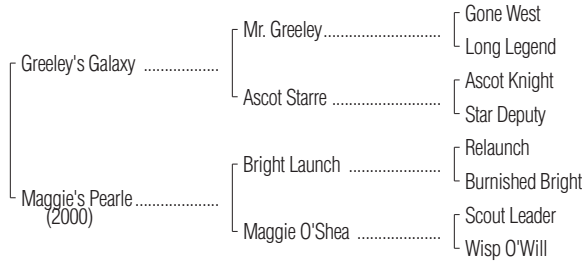 Gone West
Mr. Greeley
Long Legend
Greeley's Galaxy
Ascot Knight
Ascot Starre
Star Deputy
Relaunch
Bright Launch
Burnished Bright
Maggie's Pearle
(2000)
Scout Leader
Maggie O'Shea
Wisp O'Will